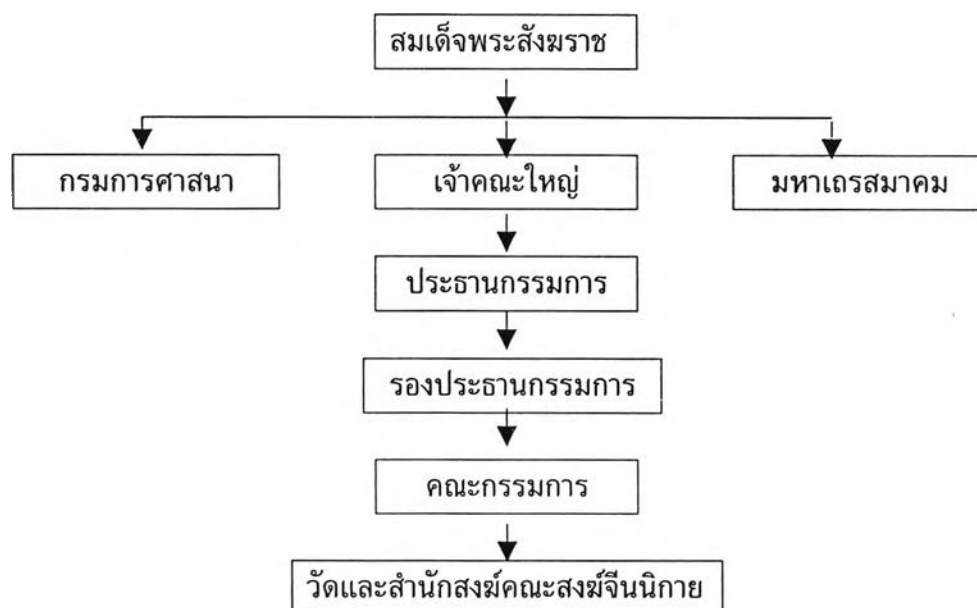 สมเด็จพระสังฆราช
กรมการศาสนา
เจ้าคณะใหญ่
มหาเถรสมาคม
ประธานกรรมการ
รองประธานกรรมการ
คณะกรรมการ
วัดและสำนักสงฆ์คณะสงฆ์จีนนิกาย